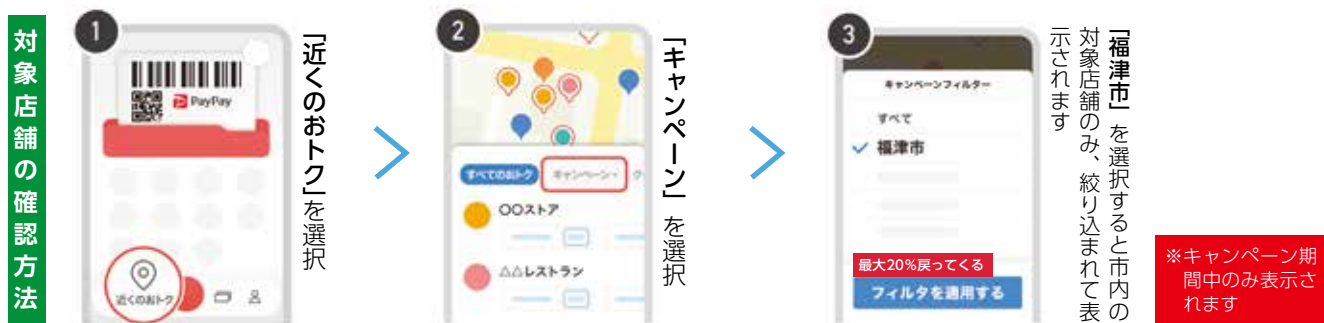 対象店舗の確認方法
1
PayPay
近くのおトク
「近くのおトク」を選択
2
すべてのおトク
キャンペーン
ク
〇〇ストア
△△レストラン
「キャンペーン」を選択
3
キャンペーンフィルター
すべて
福津市
最大20%戻ってくる
フィルタを適用する
「福津市」を選択すると市内の
対象店舗のみ、絞り込まれて表
示されます
※キャンペーン期
間中のみ表示さ
れます